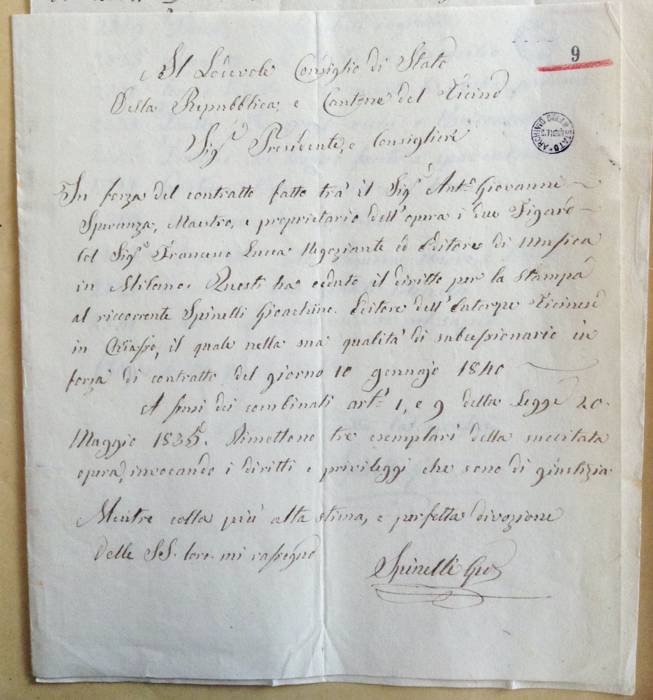 9
Al Lodevole Consiglio di Stato
Della Repubblica, e Cantone del Ticino
Sig.e Presidente, e Consiglieri
ARCHIVIO DELLO STATO
In forza del contratto fatto trà il Sig.r Ant.o Giovanni
Speranza, Maestro, e proprietario dell'opera i due Figaro
col Sig.r Francesco Lucca Negoziante ed Editore di Musica
in Milano. Questi ha ceduto il diritto per la stampa
al ricorrente Spinelli Gioachino. Editore dell'Euterpe Ticinese
in Chiasso, il quale nella sua qualità di subcessionario in
forza di contratto del giorno 10 gennajo 1840
A sensi dei combinati art.i 1, e 9 della Legge 20
Maggio 1835. Dimettono tre esemplari della succitata
opera, invocando i diritti e privileggi che sono di giustizia
Mentre colla più alta stima, e perfetta divozione
delle SS. loro. mi rassegno
Spinelli Gio